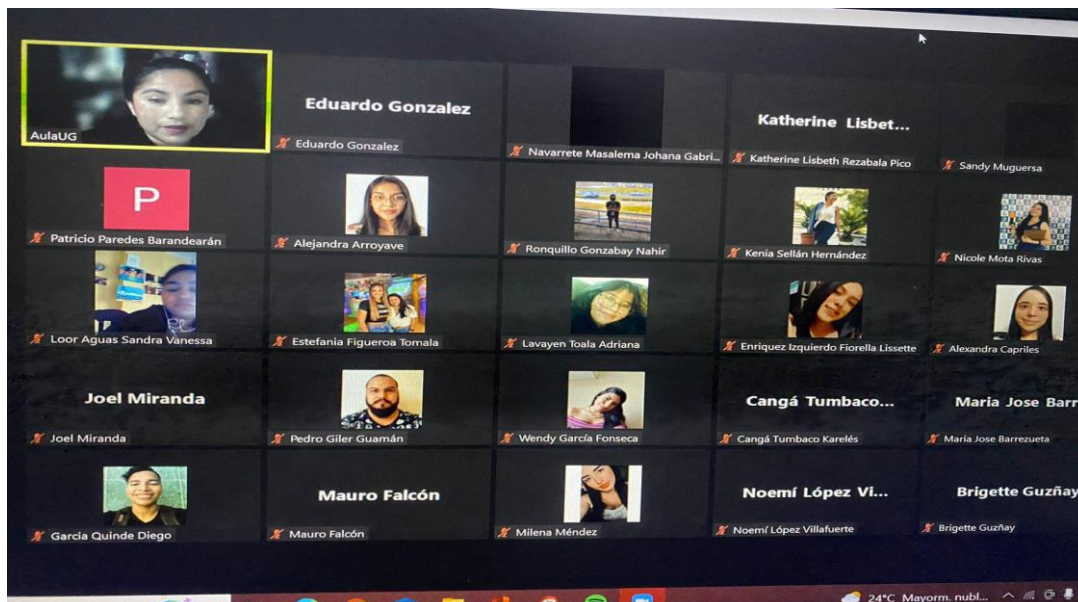 AulaUG
Eduardo Gonzalez
Eduardo Gonzalez
Navarrete Masalema Johana Gabri...
Katherine Lisbet...
Katherine Lisbeth Rezabala Pico
Sandy Muguersa
P
Patricio Paredes Barandearán
Alejandra Arroyave
Ronquillo Gonzabay Nahir
Kenia Sellán Hernández
Nicole Mota Rivas
Loor Aguas Sandra Vanessa
Estefania Figueroa Tomala
Lavayen Toala Adriana
Enriquez Izquierdo Fiorella Lissette
Alexandra Capriles
Joel Miranda
Joel Miranda
Pedro Giler Guamán
Wendy García Fonseca
Cangá Tumbaco...
Cangá Tumbaco Karelés
Maria Jose Barr
Maria Jose Barrezueta
Garcia Quinde Diego
Mauro Falcón
Mauro Falcón
Milena Méndez
Noemí López Vi...
Noemí López Villafuerte
Brigette Guzñay
Brigette Guzñay
24°C Mayorm. nubl...